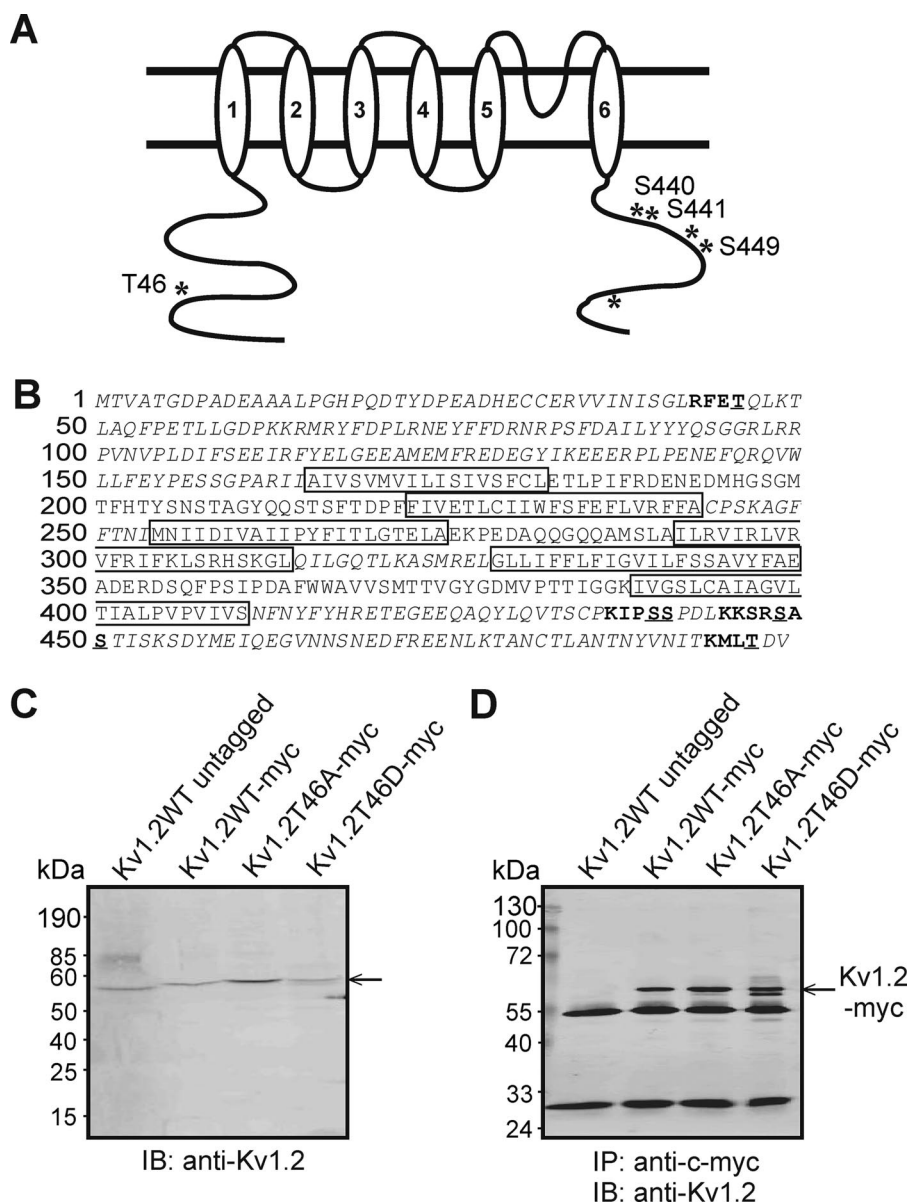 A
1 2 3 4 5 6
S440
** S441
*
* S449
T46 *
*
B
1 MTVATGDPADEAAALPGHPQDTYDPEADHECCERVVINISGLRFETQLKT
50 LAQFPETLLGDPKKRMRYFDPLRNEYFFDRNRPSFDAILYYYQSGGRLRR
100 PVNVPLDIFSEEIRFYELGEEAMEMFREDEGYIKEEERPLPENEFQRQVW
150 LLFEYPESSGPARIIAIVSVMVILISIVSFCLETLPIFRDENEDMHGSGM
200 TFHTYSNSTAGYQQSTSFTDPFFIVETLCIIWFSFEFLVRFFACPSKAGF
250 FTNIMNIIDIVAIIPYFITLGTELAEKPEDAQQGQQAMSLAILRVIRLVR
300 VFRIFKLSRHSKGLQILGQTLKASMRELGLLIFFLFIGVILFSSAVYFAE
350 ADERDSQFPSIPDAFWWAVVSMTTVGYGDMVPTTIGGKIVGSLCAIAGVL
400 TIALPVPVIVSNFNYFYHRETEGEEQAQYLQVTSCPKIPSSPDLKKSRSA
450 STISKSDYMEIQEGVNNSNEDFREENLKTANCTLANTNYVNITKMLTDV
C
Kv1.2WT untagged
Kv1.2WT-myc
Kv1.2T46A-myc
Kv1.2T46D-myc
kDa
190
85
60
50
40
25
15
IB: anti-Kv1.2
D
Kv1.2WT untagged
Kv1.2WT-myc
Kv1.2T46A-myc
Kv1.2T46D-myc
kDa
130
100
72
55
40
33
24
Kv1.2
-myc
IP: anti-c-myc
IB: anti-Kv1.2